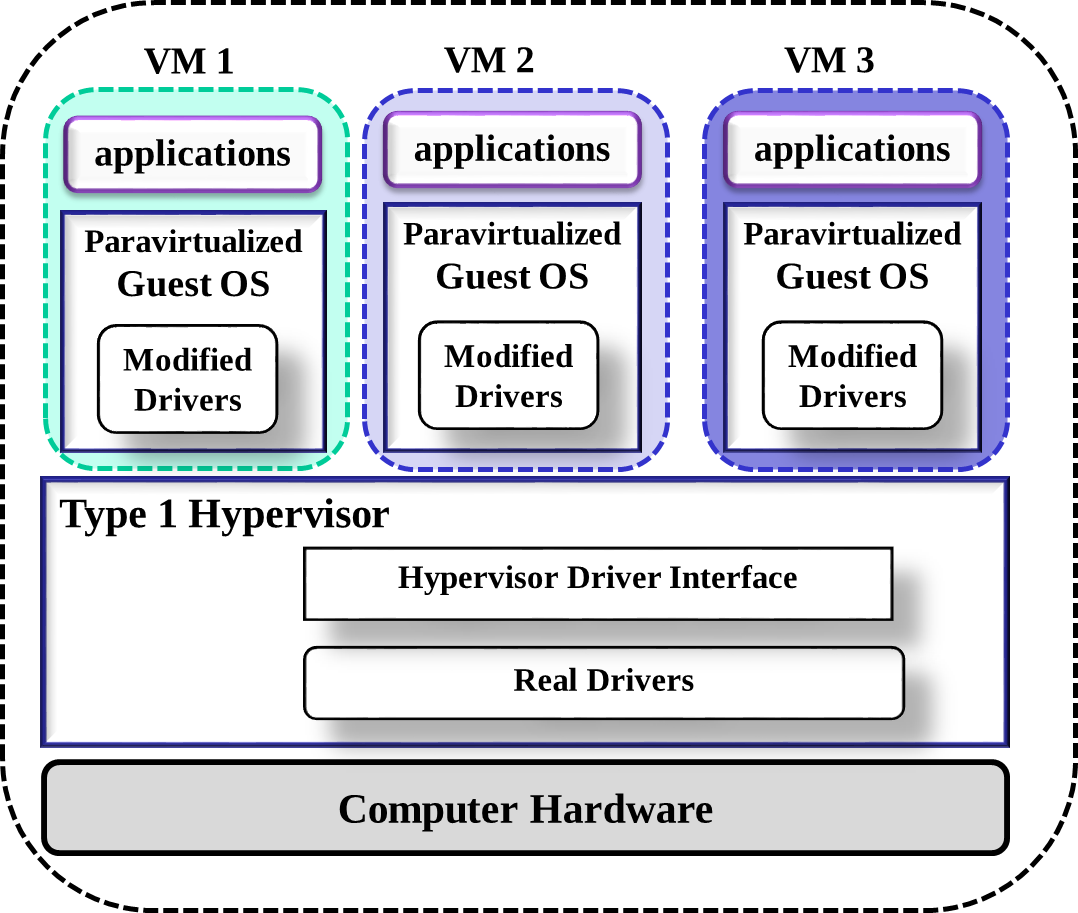 VM 1
applications
Paravirtualized
Guest OS
Modified
Drivers
VM 2
applications
Paravirtualized
Guest OS
Modified
Drivers
VM 3
applications
Paravirtualized
Guest OS
Modified
Drivers
Type 1 Hypervisor
Hypervisor Driver Interface
Real Drivers
Computer Hardware